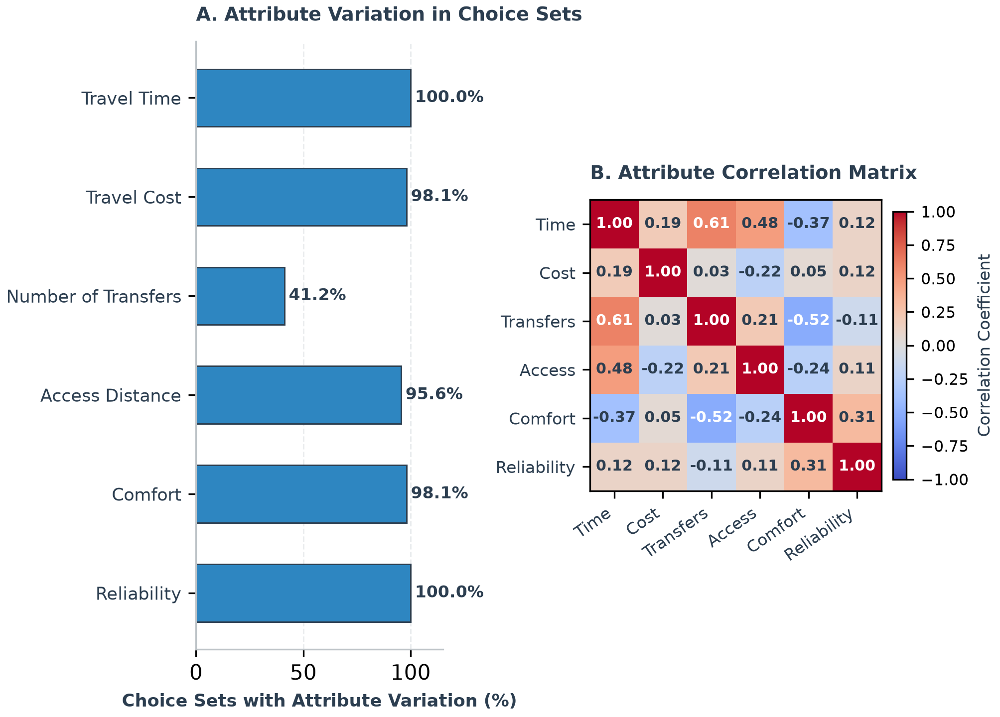 A. Attribute Variation in Choice Sets
Travel Time
100.0%
Travel Cost
98.1%
Number of Transfers
41.2%
Access Distance
95.6%
Comfort
98.1%
Reliability
100.0%
0 50 100
Choice Sets with Attribute Variation (%)
B. Attribute Correlation Matrix
Time 1.00 0.19 0.61 0.48 -0.37 0.12
Cost 0.19 1.00 0.03 -0.22 0.05 0.12
Transfers 0.61 0.03 1.00 0.21 -0.52 -0.11
Access 0.48 -0.22 0.21 1.00 -0.24 0.11
Comfort -0.37 0.05 -0.52 -0.24 1.00 0.31
Reliability 0.12 0.12 -0.11 0.11 0.31 1.00
Time Cost Transfers Access Comfort Reliability
1.00
0.75
0.50
0.25
0.00
−0.25
−0.50
−0.75
−1.00
Correlation Coefficient